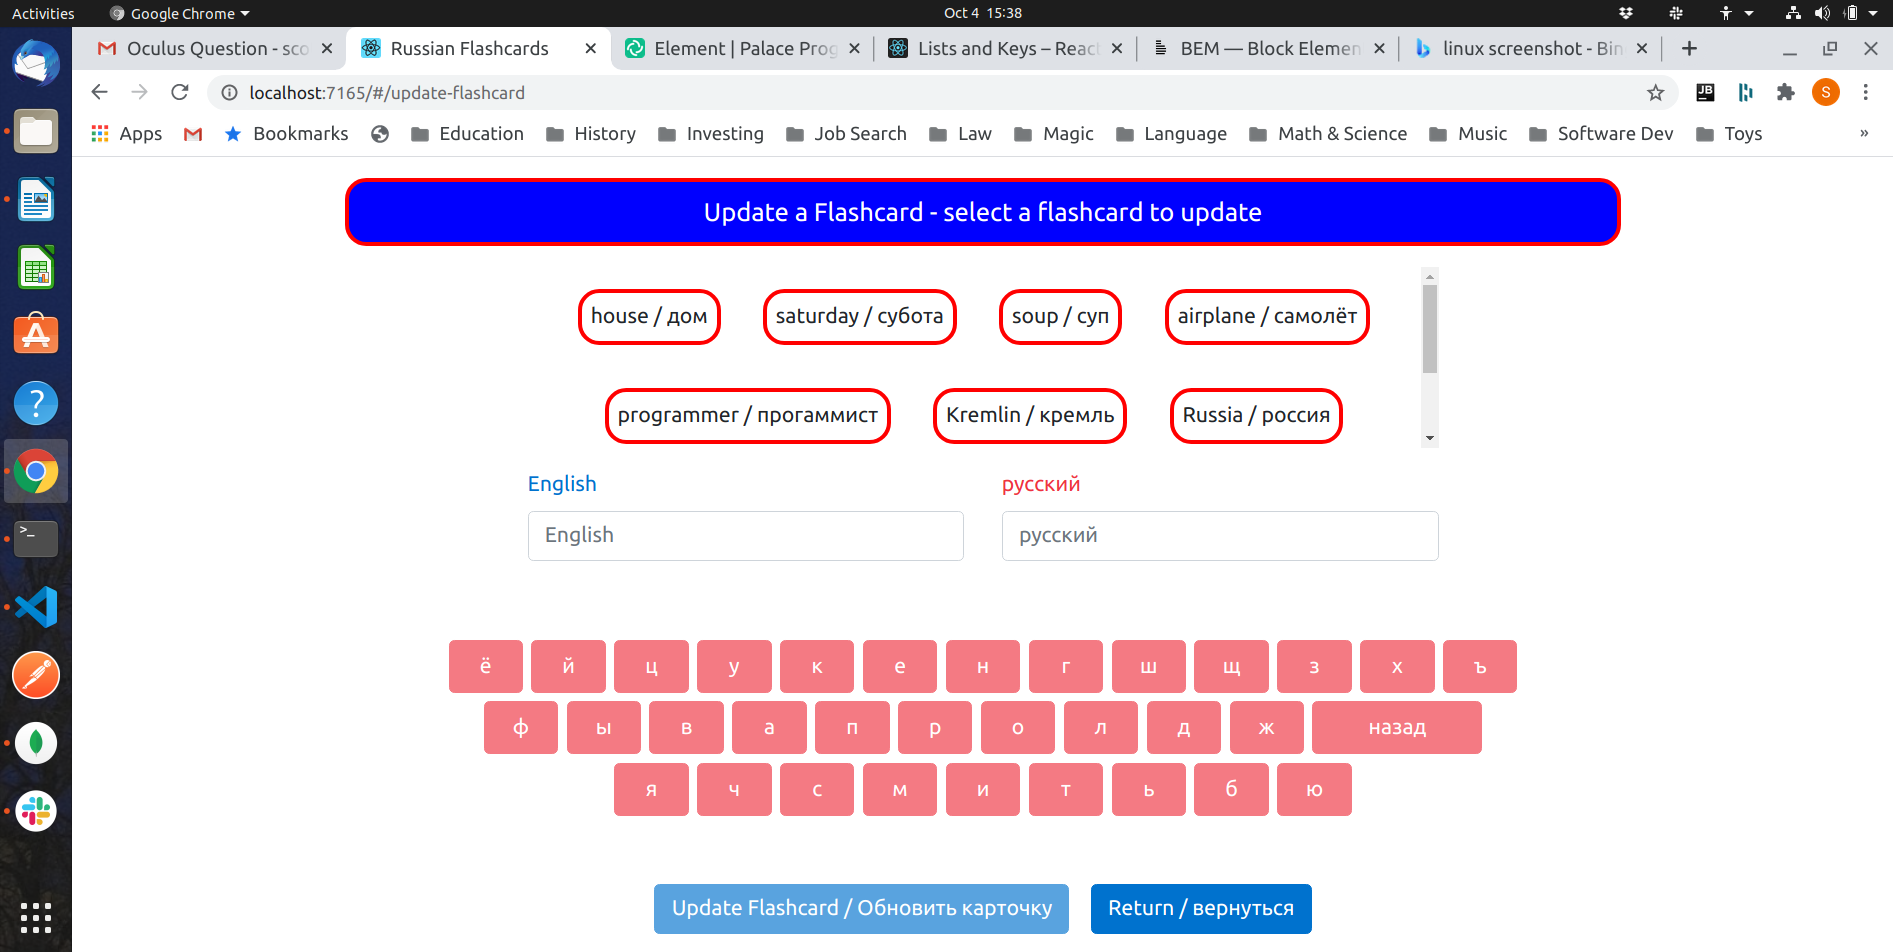 Activities Google Chrome Oct 4 15:38
Oculus Question - sco Russian Flashcards Element | Palace Prog Lists and Keys – Reac BEM — Block Elemen linux screenshot - Bin
localhost:7165/#/update-flashcard JB S
Apps Bookmarks Education History Investing Job Search Law Magic Language Math & Science Music Software Dev Toys »
Update a Flashcard - select a flashcard to update
house / дом saturday / субота soup / суп airplane / самолёт
programmer / прогаммист Kremlin / кремль Russia / россия
English русский
English русский
ё й ц у к е н г ш щ з х ъ
ф ы в а п р о л д ж назад
я ч с м и т ь б ю
Update Flashcard / Обновить карточку Return / вернуться